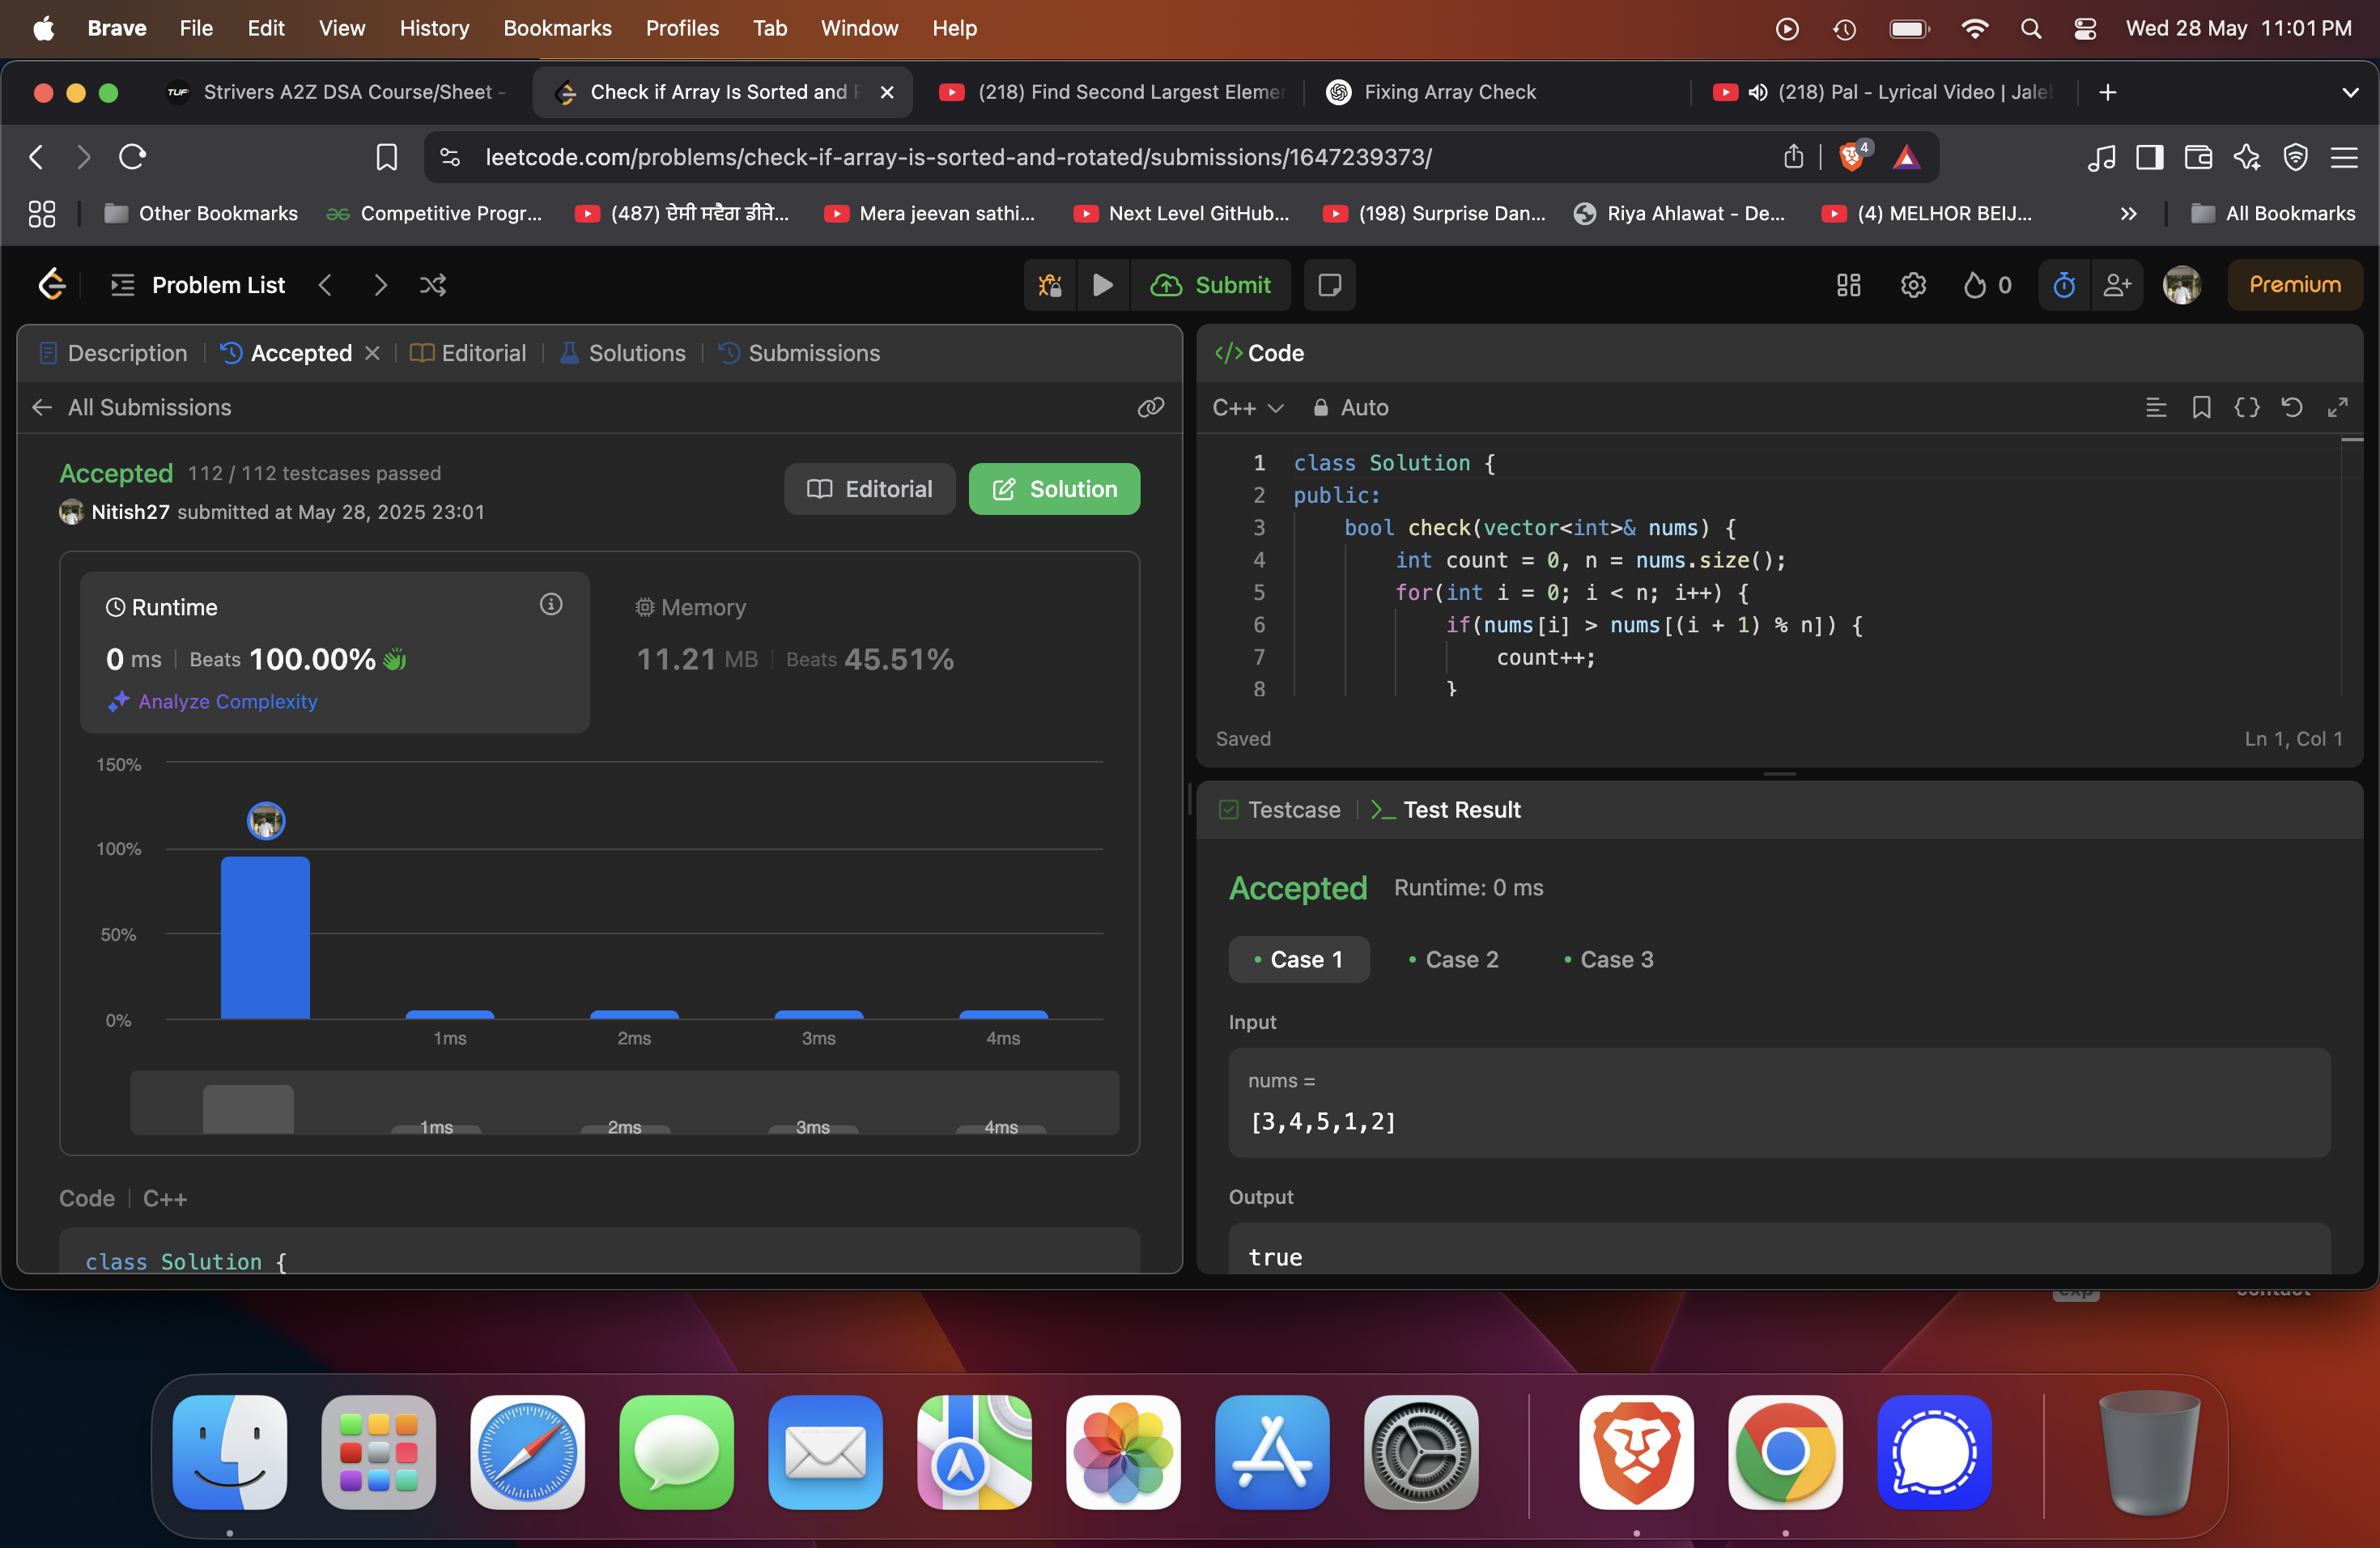 Brave File Edit View History Bookmarks Profiles Tab Window Help Wed 28 May 11:01 PM
TUF Strivers A2Z DSA Course/Sheet - Check if Array Is Sorted and (218) Find Second Largest Eleme Fixing Array Check (218) Pal - Lyrical Video | Jale
leetcode.com/problems/check-if-array-is-sorted-and-rotated/submissions/1647239373/ 4
Other Bookmarks Competitive Progr... (487) ਦੇਸੀ ਸਵੈਗ ਡੀਜੇ... Mera jeevan sathi... Next Level GitHub... (198) Surprise Dan... Riya Ahlawat - De... (4) MELHOR BEIJ... » All Bookmarks
Problem List Submit 0 Premium
Description Accepted Editorial Solutions Submissions
All Submissions
Accepted 112 / 112 testcases passed
Nitish27 submitted at May 28, 2025 23:01
Editorial Solution
Runtime
0 ms Beats 100.00%
Analyze Complexity
Memory
11.21 MB Beats 45.51%
150%
100%
50%
0%
1ms 2ms 3ms 4ms
1ms 2ms 3ms 4ms
Code C++
class Solution {
</> Code
C++ Auto
1 class Solution {
2 public:
3 bool check(vector<int>& nums) {
4 int count = 0, n = nums.size();
5 for(int i = 0; i < n; i++) {
6 if(nums[i] > nums[(i + 1) % n]) {
7 count++;
8 }
Saved Ln 1, Col 1
Testcase >_ Test Result
Accepted Runtime: 0 ms
Case 1 Case 2 Case 3
Input
nums =
[3,4,5,1,2]
Output
true
exp contact